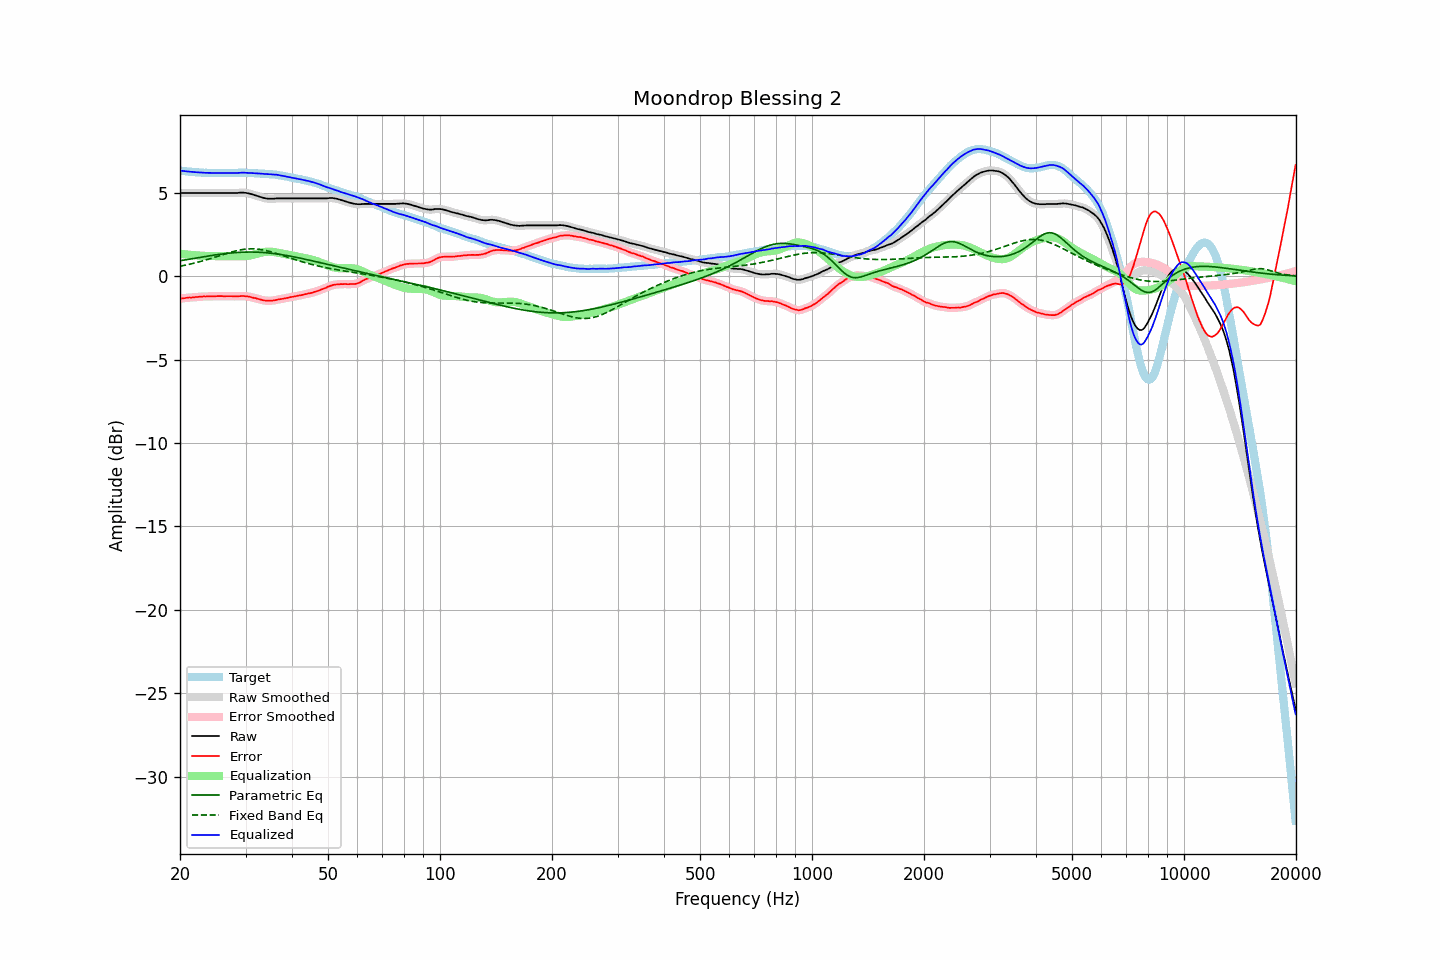 Moondrop Blessing 2
Amplitude (dBr)
5
0
−5
−10
−15
−20
−25
−30
Target
Raw Smoothed
Error Smoothed
Raw
Error
Equalization
Parametric Eq
Fixed Band Eq
Equalized
20 50 100 200 500 1000 2000 5000 10000 20000
Frequency (Hz)